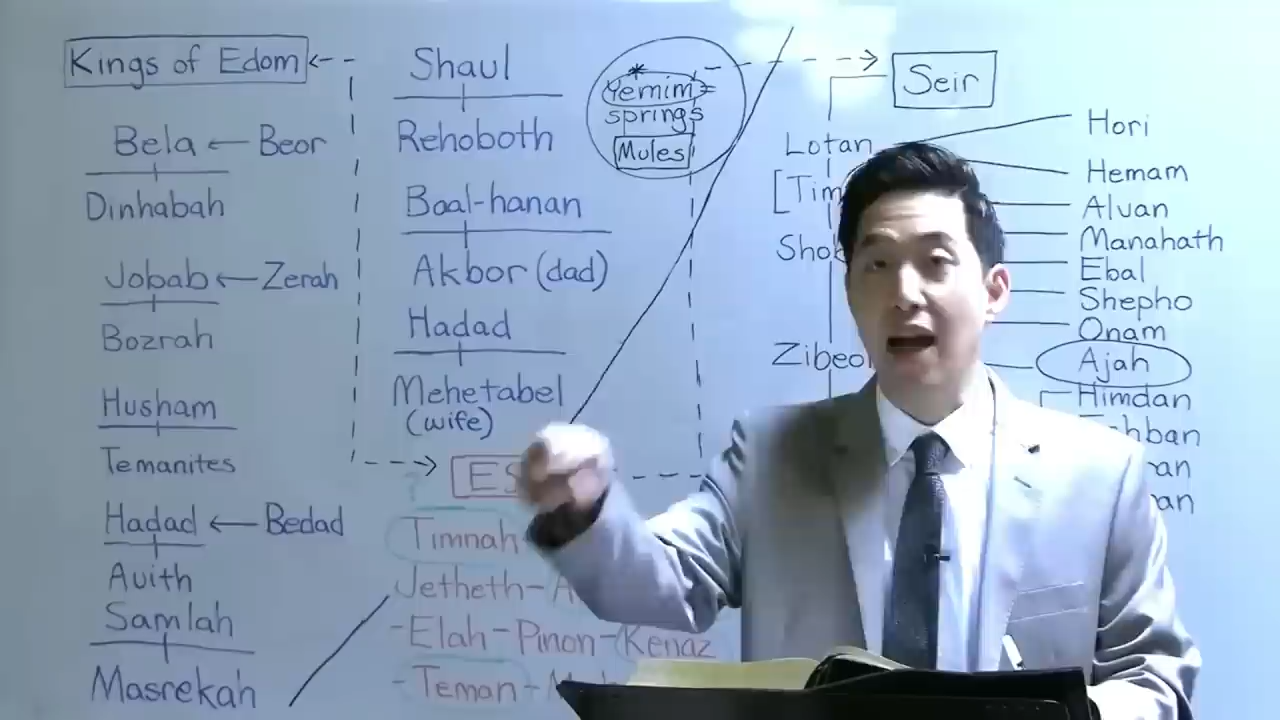 Kings of Edom
Bela ← Beor
Dinhabah
Jobab ← Zerah
Bozrah
Husham
Temanites
Hadad ← Bedad
Avith
Samlah
Masrekah
Shaul
Rehoboth
Baal-hanan
Akbor (dad)
Hadad
Mehetabel
(wife)
Timnah
Jetheth-
-Elah-Pinon-Kenaz
-Teman-
*
Yemim=
springs
Mules
Seir
Lotan
Hori
Hemam
Alvan
Manahath
Ebal
Shepho
Onam
Ajah
Himdan